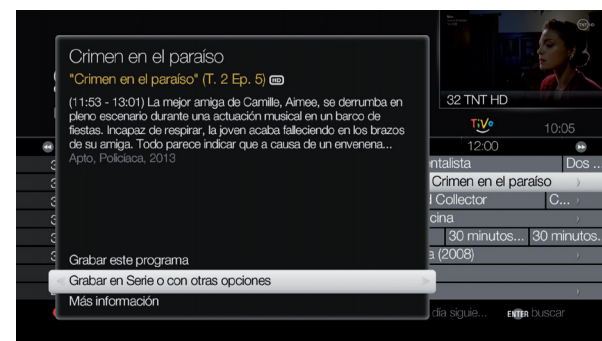 Crimen en el paraíso
"Crimen en el paraíso" (T. 2 Ep. 5) HD
(11:53 - 13:01) La mejor amiga de Camille, Aimee, se derrumba en
pleno escenario durante una actuación musical en un barco de
fiestas. Incapaz de respirar, la joven acaba falleciendo en los brazos
de su amiga. Todo parece indicar que a causa de un envenena...
Apto, Policiaca, 2013
Grabar este programa
Grabar en Serie o con otras opciones
Más información
TNT HD
32 TNT HD
TiVo
10:05
12:00
entalista
Dos ...
Crimen en el paraíso
d Collector
C...
cina
30 minutos...
30 minutos.
a (2008)
día siguie...
ENTER buscar